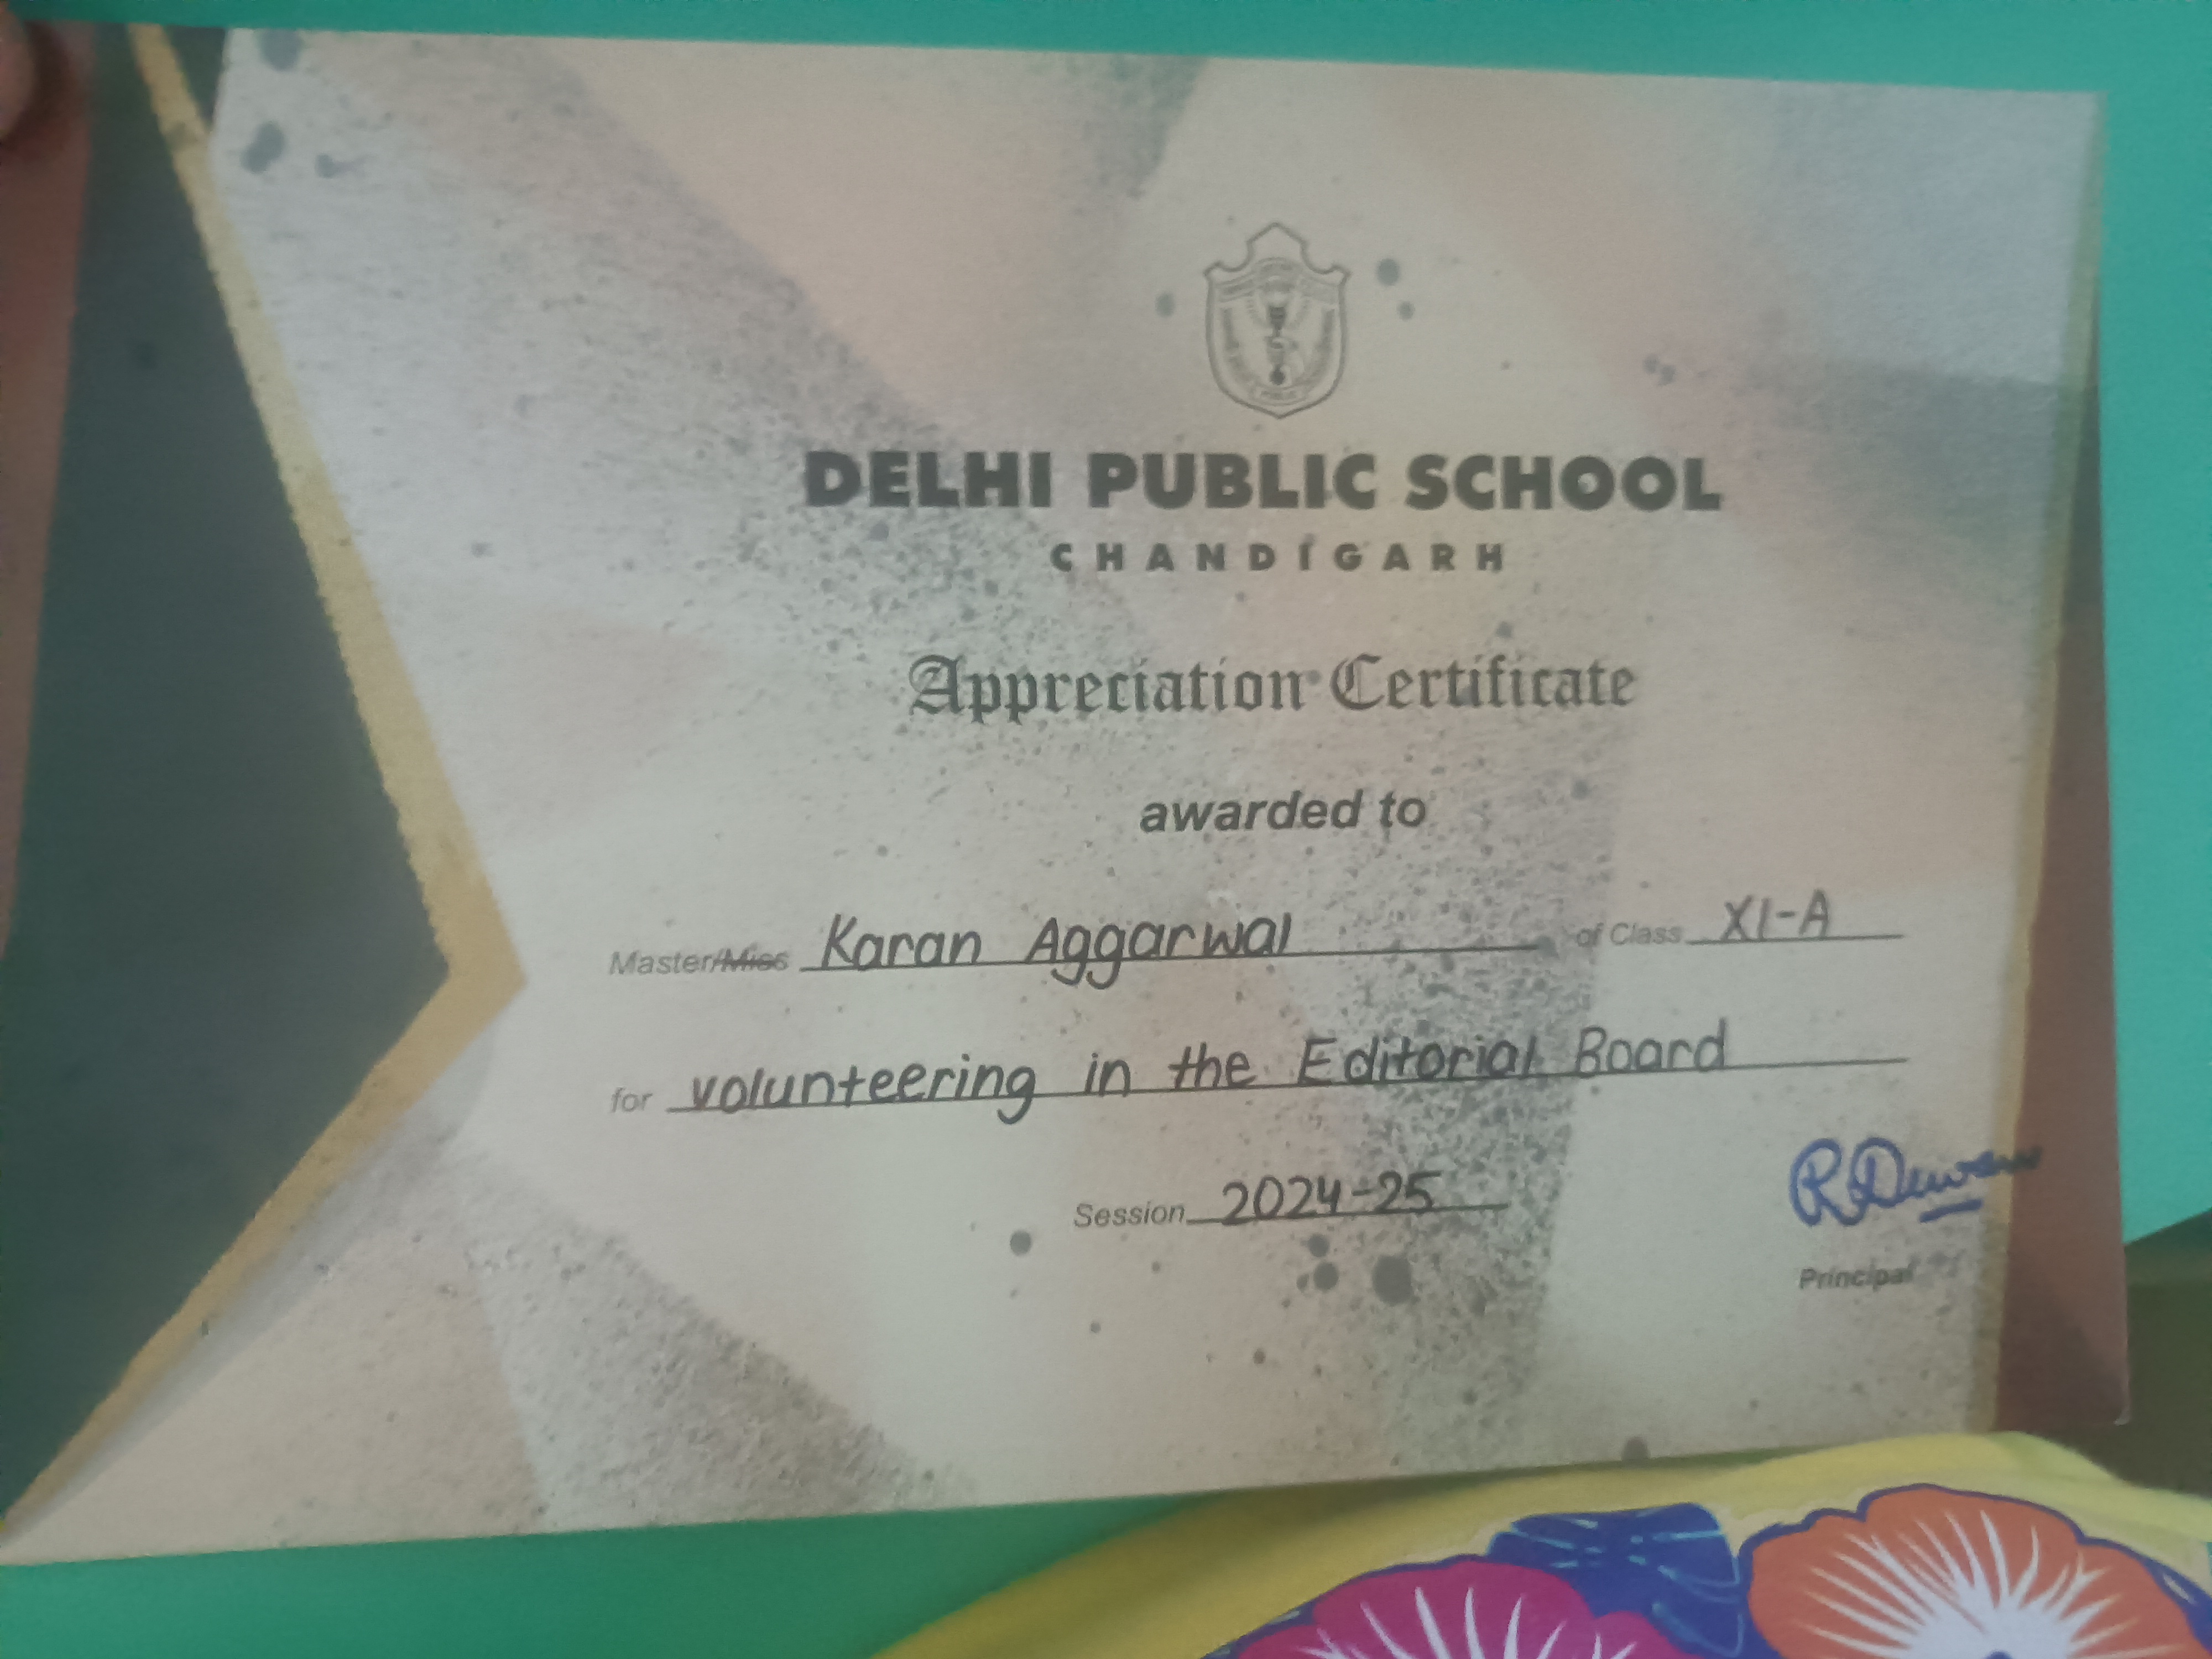 DELHI PUBLIC SCHOOL
CHANDIGARH
Appreciation Certificate
awarded to
Master/Miss Karan Aggarwal of Class XI-A
for volunteering in the Editorial Board
Session 2024-25
R. Dewan
Principal